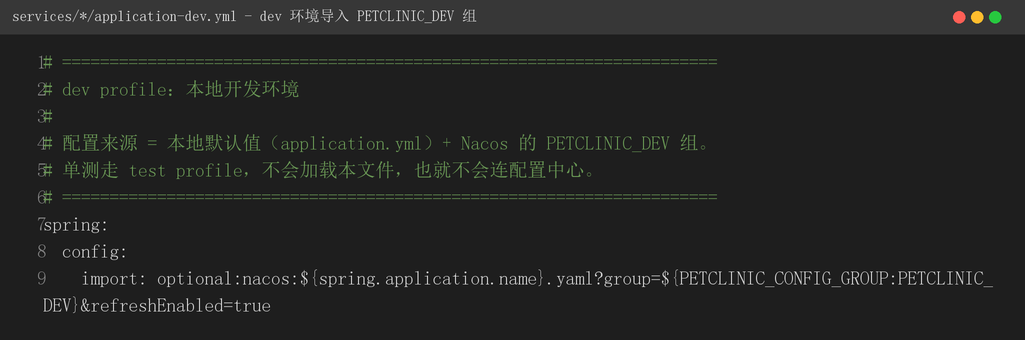 services/*/application-dev.yml - dev 环境导入 PETCLINIC_DEV 组
1# =====================================================================
2# dev profile：本地开发环境
3#
4# 配置来源 = 本地默认值（application.yml）+ Nacos 的 PETCLINIC_DEV 组。
5# 单测走 test profile，不会加载本文件，也就不会连配置中心。
6# =====================================================================
7spring:
8  config:
9    import: optional:nacos:${spring.application.name}.yaml?group=${PETCLINIC_CONFIG_GROUP:PETCLINIC_
DEV}&refreshEnabled=true